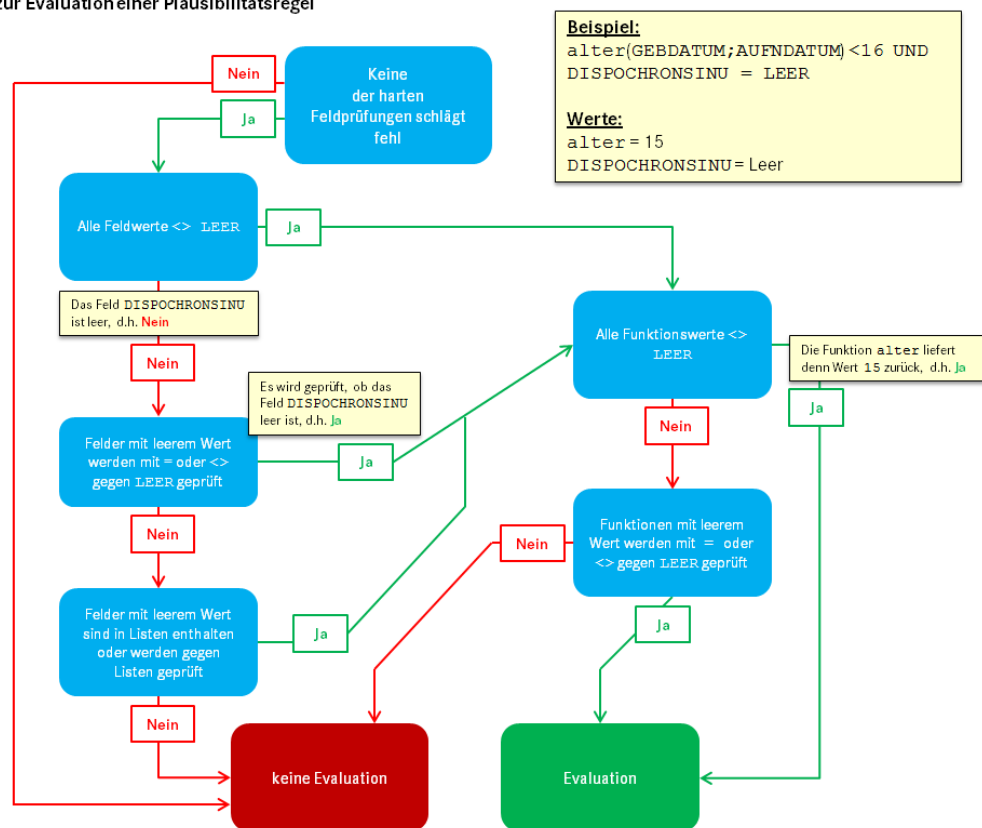 zur Evaluation einer Plausibilitätsregel
Beispiel:
alter(GEBDATUM;AUFNDATUM)<16 UND
DISPOCHRONSINU = LEER
Werte:
alter = 15
DISPOCHRONSINU = Leer
Keine
der harten
Feldprüfungen schlägt
fehl
Nein
Ja
Alle Feldwerte <> LEER
Ja
Das Feld DISPOCHRONSINU
ist leer, d.h. Nein
Nein
Alle Funktionswerte <>
LEER
Die Funktion alter liefert
denn Wert 15 zurück, d.h. Ja
Ja
Es wird geprüft, ob das
Feld DISPOCHRONSINU
leer ist, d.h. Ja
Felder mit leerem Wert
werden mit = oder <>
gegen LEER geprüft
Ja
Nein
Nein
Funktionen mit leerem
Wert werden mit = oder
<> gegen LEER geprüft
Nein
Ja
Felder mit leerem Wert
sind in Listen enthalten
oder werden gegen
Listen geprüft
Ja
Nein
keine Evaluation
Evaluation